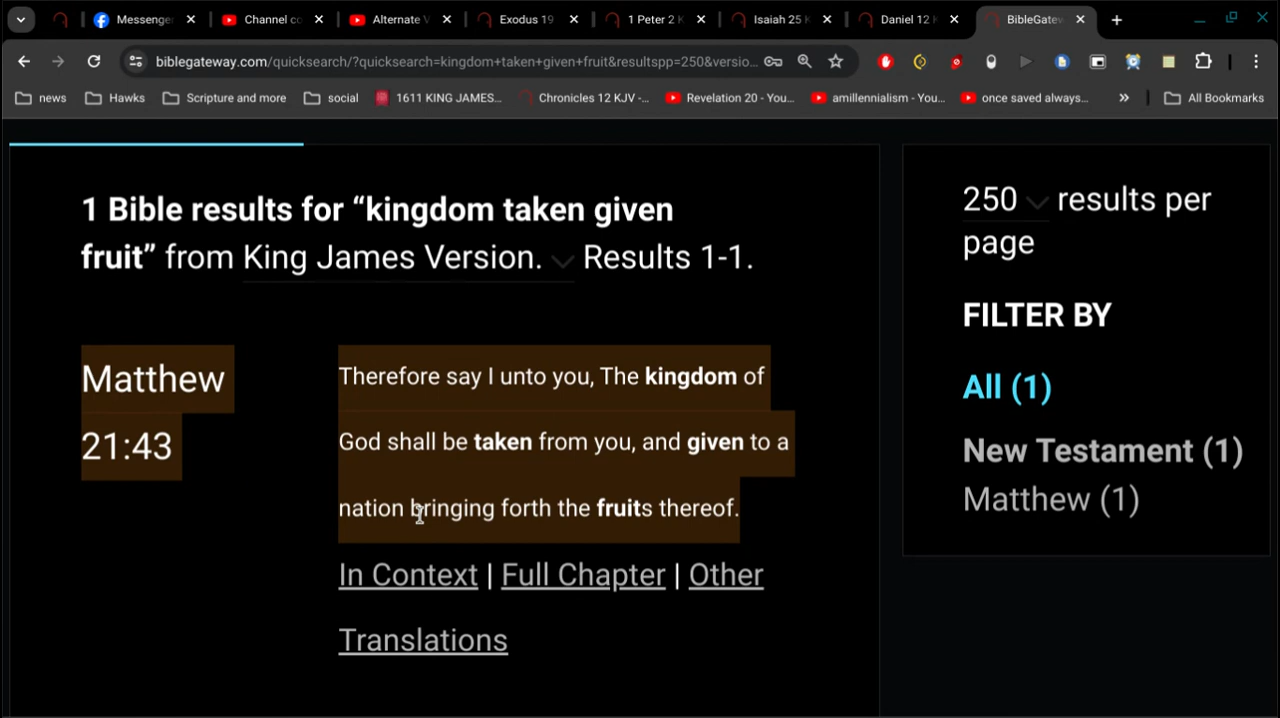 Messenger
Channel co
Alternate V
Exodus 19
1 Peter 2 K
Isaiah 25 K
Daniel 12 K
BibleGatew
biblegateway.com/quicksearch/?quicksearch=kingdom+taken+given+fruit&resultspp=250&versio...
news
Hawks
Scripture and more
social
1611 KING JAMES...
Chronicles 12 KJV -...
Revelation 20 - You...
amillennialism - You...
once saved always...
»
All Bookmarks
1 Bible results for “kingdom taken given
fruit” from King James Version. Results 1-1.
Matthew
21:43
Therefore say I unto you, The kingdom of
God shall be taken from you, and given to a
nation bringing forth the fruits thereof.
In Context | Full Chapter | Other
Translations
250 results per
page
FILTER BY
All (1)
New Testament (1)
Matthew (1)